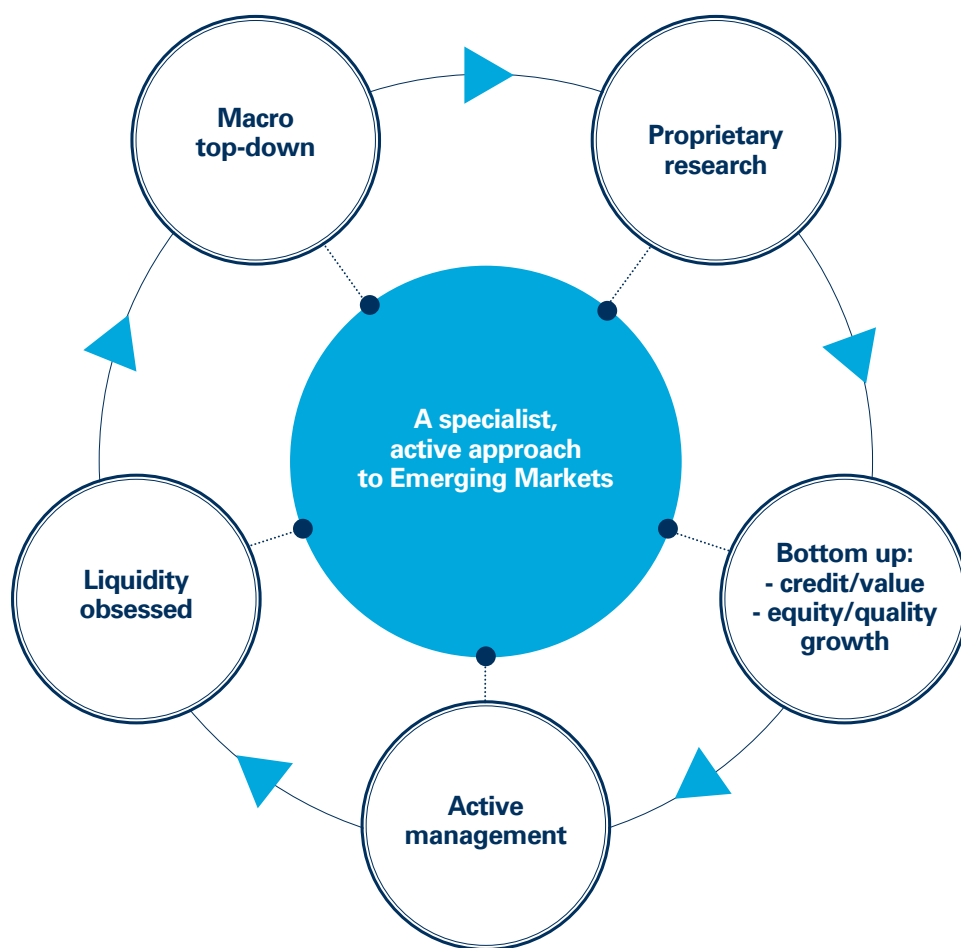 Macro
top-down
Proprietary
research
A specialist,
active approach
to Emerging Markets
Bottom up:
- credit/value
- equity/quality
growth
Liquidity
obsessed
Active
management